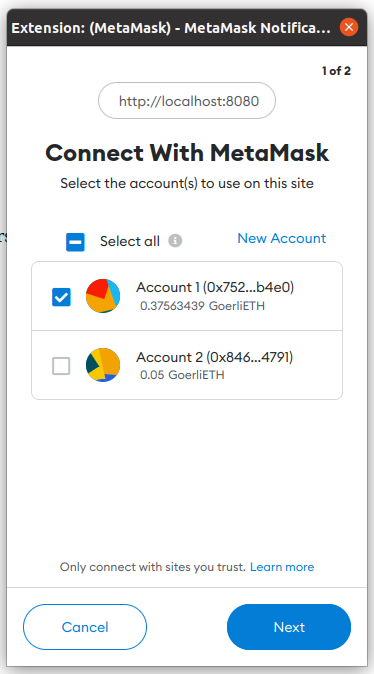 Extension: (MetaMask) - MetaMask Notifica...
1 of 2
http://localhost:8080
Connect With MetaMask
Select the account(s) to use on this site
Select all
New Account
Account 1 (0x752...b4e0)
0.37563439 GoerliETH
Account 2 (0x846...4791)
0.05 GoerliETH
Only connect with sites you trust. Learn more
Cancel
Next